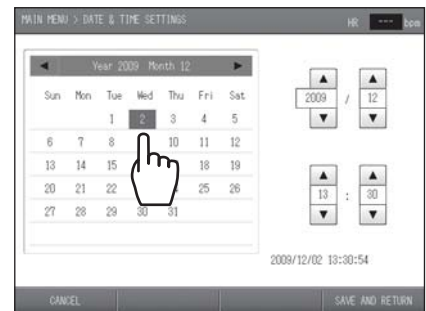 MAIN MENU > DATE & TIME SETTINGS HR --- bpm
Year 2009 Month 12
Sun Mon Tue Wed Thu Fri Sat
1 2 3 4 5
6 7 8 10 11 12
13 14 15 18 19
20 21 22 25 26
27 28 29 30 31
2009 / 12
13 : 30
2009/12/02 13:30:54
CANCEL SAVE AND RETURN